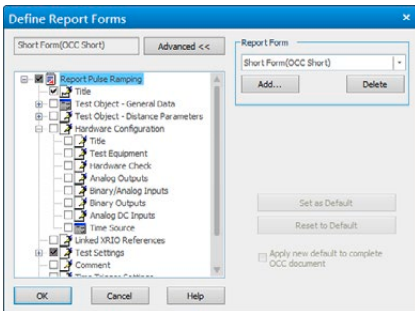 Define Report Forms
Short Form(OCC Short)
Advanced <<
Report Pulse Ramping
Title
Test Object - General Data
Test Object - Distance Parameters
Hardware Configuration
Title
Test Equipment
Hardware Check
Analog Outputs
Binary/Analog Inputs
Binary Outputs
Analog DC Inputs
Time Source
Linked XRIO References
Test Settings
Comment
Time Trigger Settings
OK
Cancel
Help
Report Form
Short Form(OCC Short)
Add...
Delete
Set as Default
Reset to Default
Apply new default to complete
OCC document